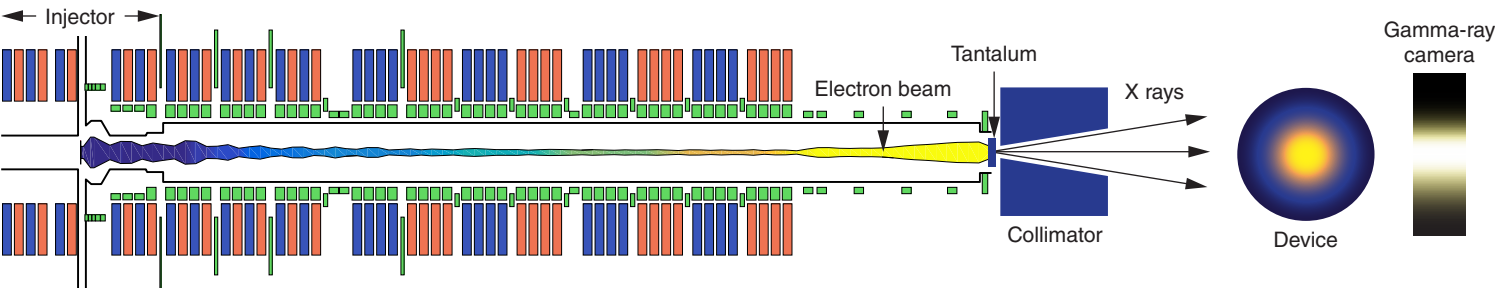 Injector
Electron beam
Tantalum
Collimator
X rays
Device
Gamma-ray
camera